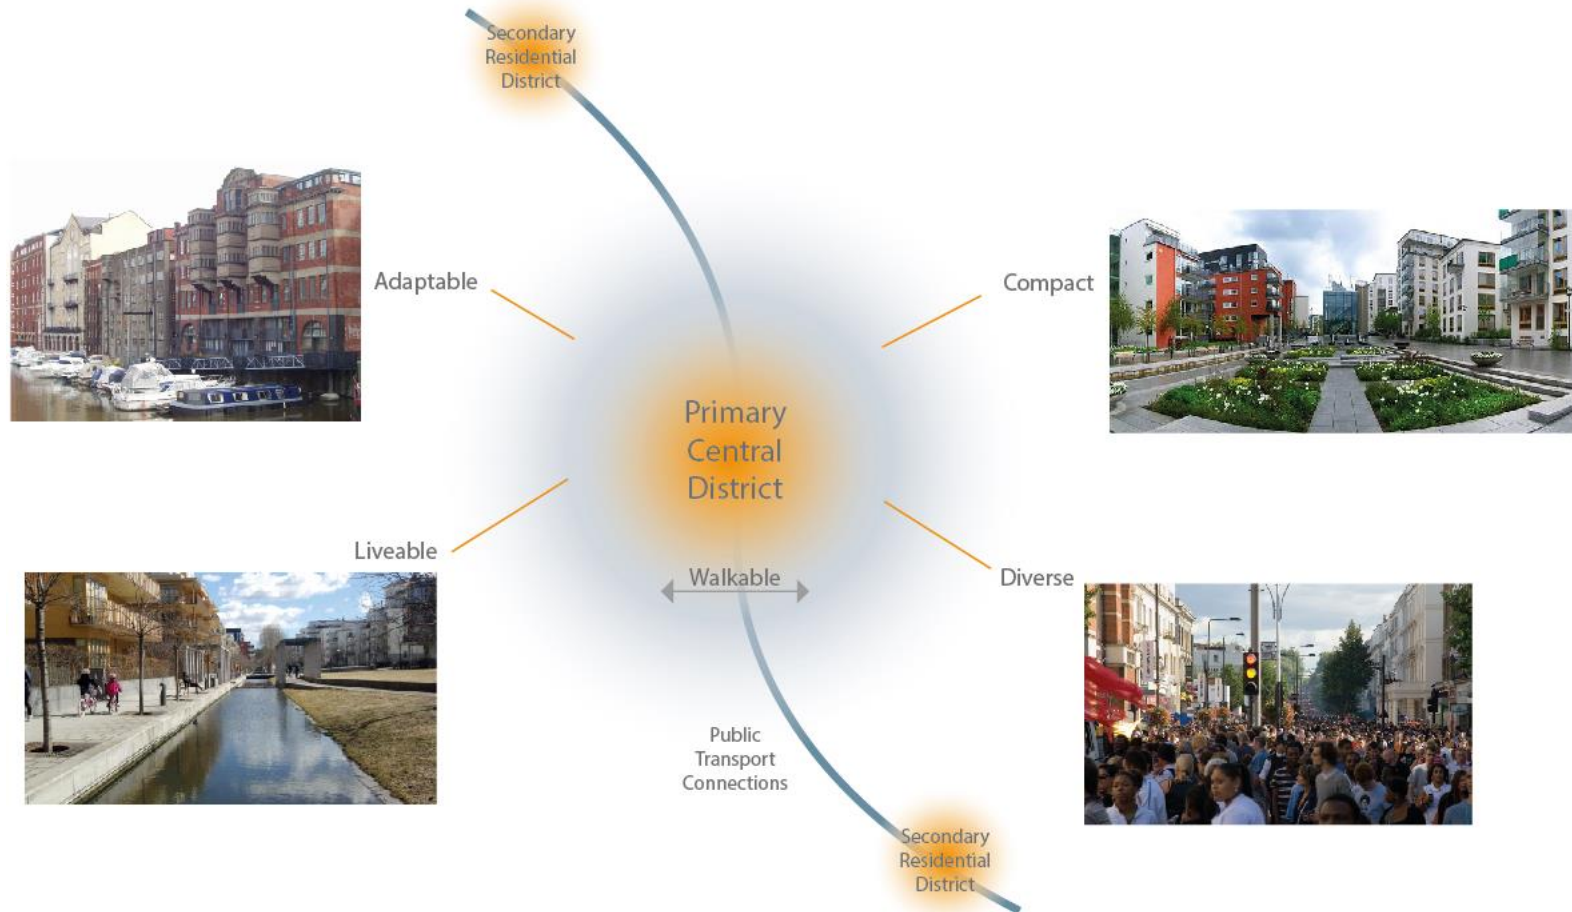 Secondary
Residential
District
Adaptable
Compact
Primary
Central
District
Liveable
Walkable
Diverse
Public
Transport
Connections
Secondary
Residential
District